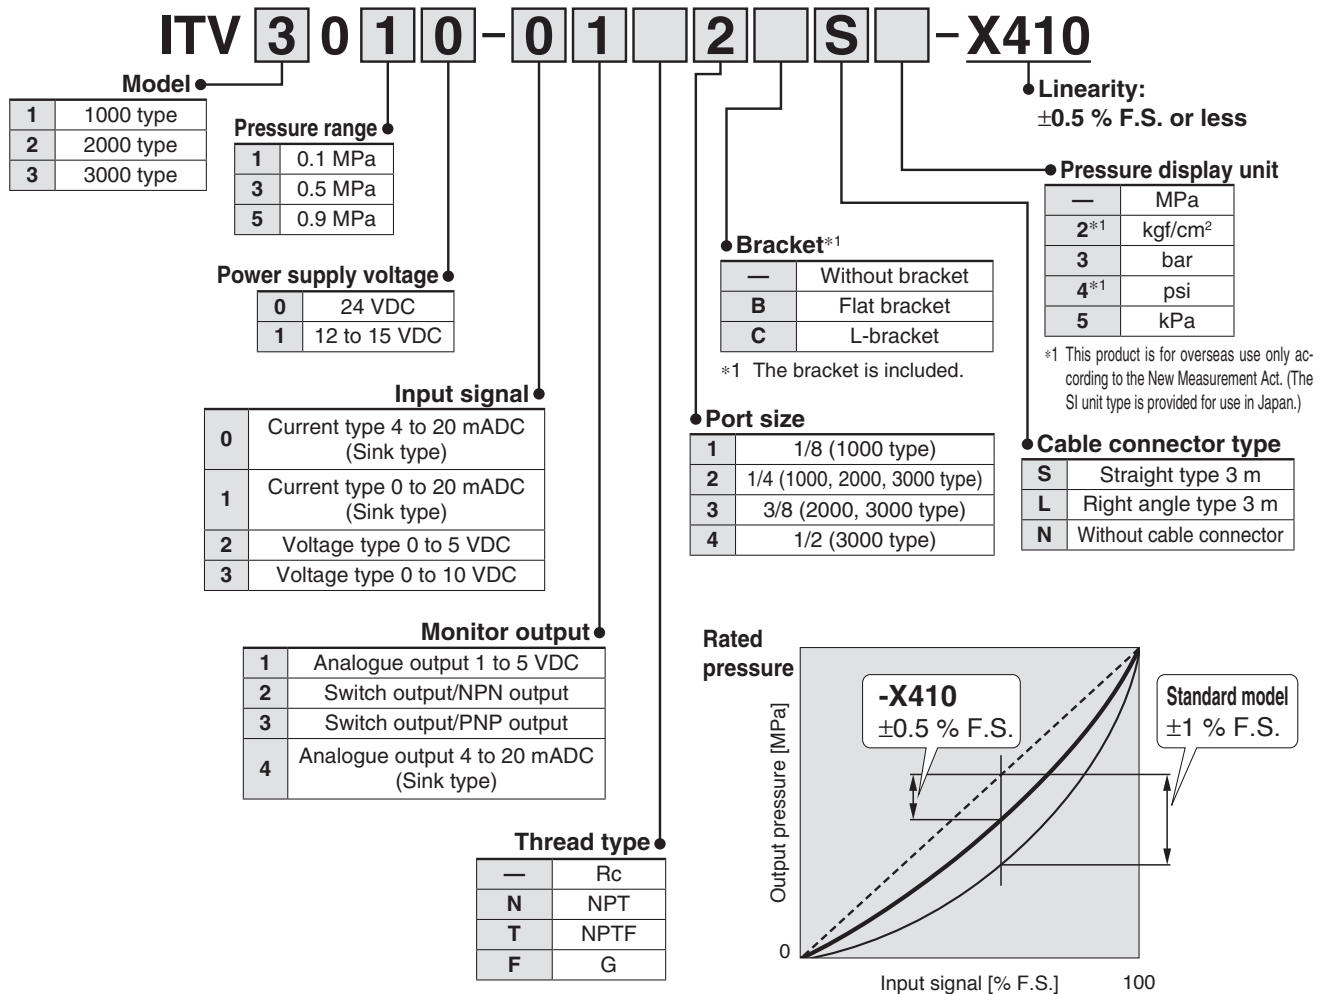 ITV 3 0 1 0 - 0 1 2 S - X410
Model
1 1000 type
2 2000 type
3 3000 type
Pressure range
1 0.1 MPa
3 0.5 MPa
5 0.9 MPa
Power supply voltage
0 24 VDC
1 12 to 15 VDC
Input signal
0 Current type 4 to 20 mADC
(Sink type)
1 Current type 0 to 20 mADC
(Sink type)
2 Voltage type 0 to 5 VDC
3 Voltage type 0 to 10 VDC
Monitor output
1 Analogue output 1 to 5 VDC
2 Switch output/NPN output
3 Switch output/PNP output
4 Analogue output 4 to 20 mADC
(Sink type)
Thread type
— Rc
N NPT
T NPTF
F G
Linearity:
±0.5 % F.S. or less
Pressure display unit
— MPa
2*1 kgf/cm²
3 bar
4*1 psi
5 kPa
*1 This product is for overseas use only ac-
cording to the New Measurement Act. (The
SI unit type is provided for use in Japan.)
Bracket*1
— Without bracket
B Flat bracket
C L-bracket
*1 The bracket is included.
Port size
1 1/8 (1000 type)
2 1/4 (1000, 2000, 3000 type)
3 3/8 (2000, 3000 type)
4 1/2 (3000 type)
Cable connector type
S Straight type 3 m
L Right angle type 3 m
N Without cable connector
Rated
pressure
-X410
±0.5 % F.S.
Standard model
±1 % F.S.
Output pressure [MPa]
0
Input signal [% F.S.] 100